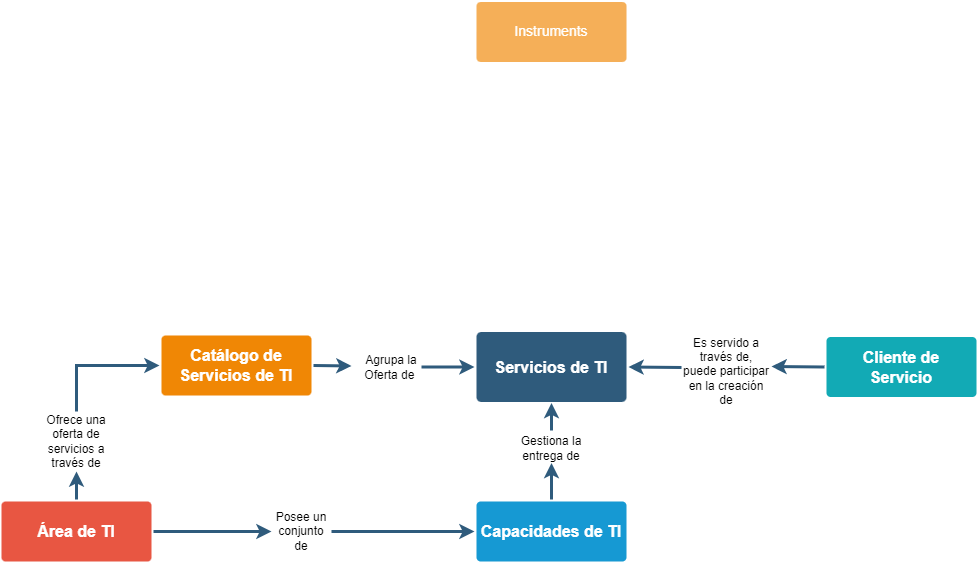 Instruments
Catálogo de
Servicios de TI
Agrupa la
Oferta de
Servicios de TI
Es servido a
través de,
puede participar
en la creación
de
Cliente de
Servicio
Ofrece una
oferta de
servicios a
través de
Gestiona la
entrega de
Área de TI
Posee un
conjunto
de
Capacidades de TI